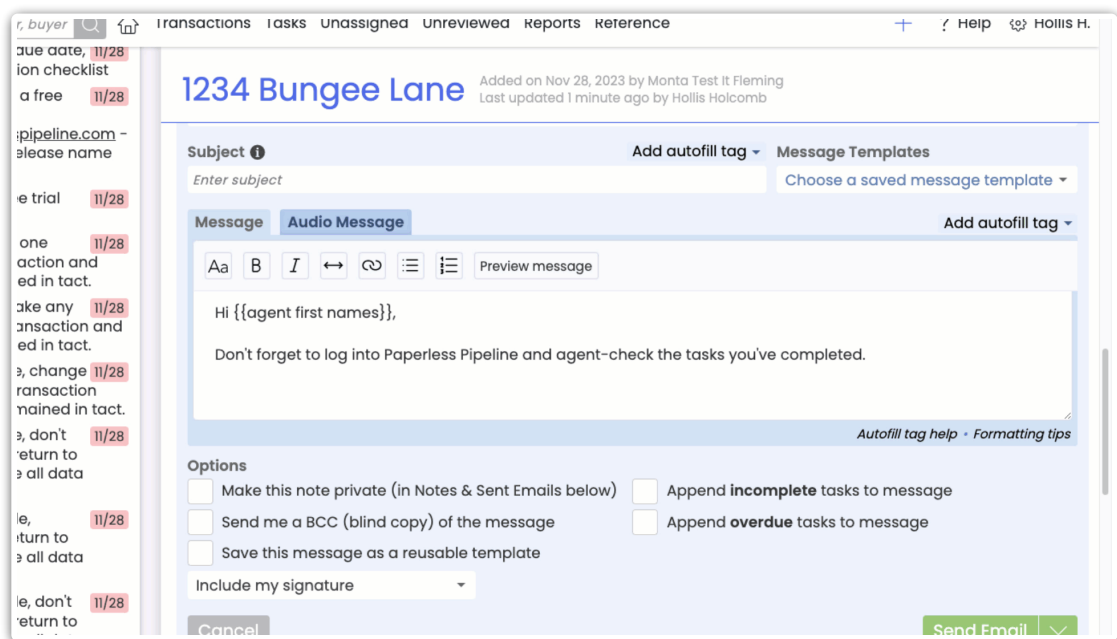 r, buyer
Transactions Tasks Unassigned Unreviewed Reports Reference
? Help
Hollis H.
due date, 11/28
ion checklist
a free 11/28
pipeline.com -
elease name
e trial 11/28
one 11/28
action and
ed in tact.
ake any 11/28
ansaction and
ed in tact.
e, change 11/28
ransaction
mained in tact.
e, don't 11/28
return to
e all data
le, 11/28
eturn to
e all data
le, don't 11/28
return to
1234 Bungee Lane
Added on Nov 28, 2023 by Monta Test It Fleming
Last updated 1 minute ago by Hollis Holcomb
Subject
Add autofill tag
Message Templates
Enter subject
Choose a saved message template
Message
Audio Message
Add autofill tag
Aa B I Preview message
Hi {{agent first names}},
Don't forget to log into Paperless Pipeline and agent-check the tasks you've completed.
Autofill tag help • Formatting tips
Options
Make this note private (in Notes & Sent Emails below)
Append incomplete tasks to message
Send me a BCC (blind copy) of the message
Append overdue tasks to message
Save this message as a reusable template
Include my signature
Cancel
Send Email